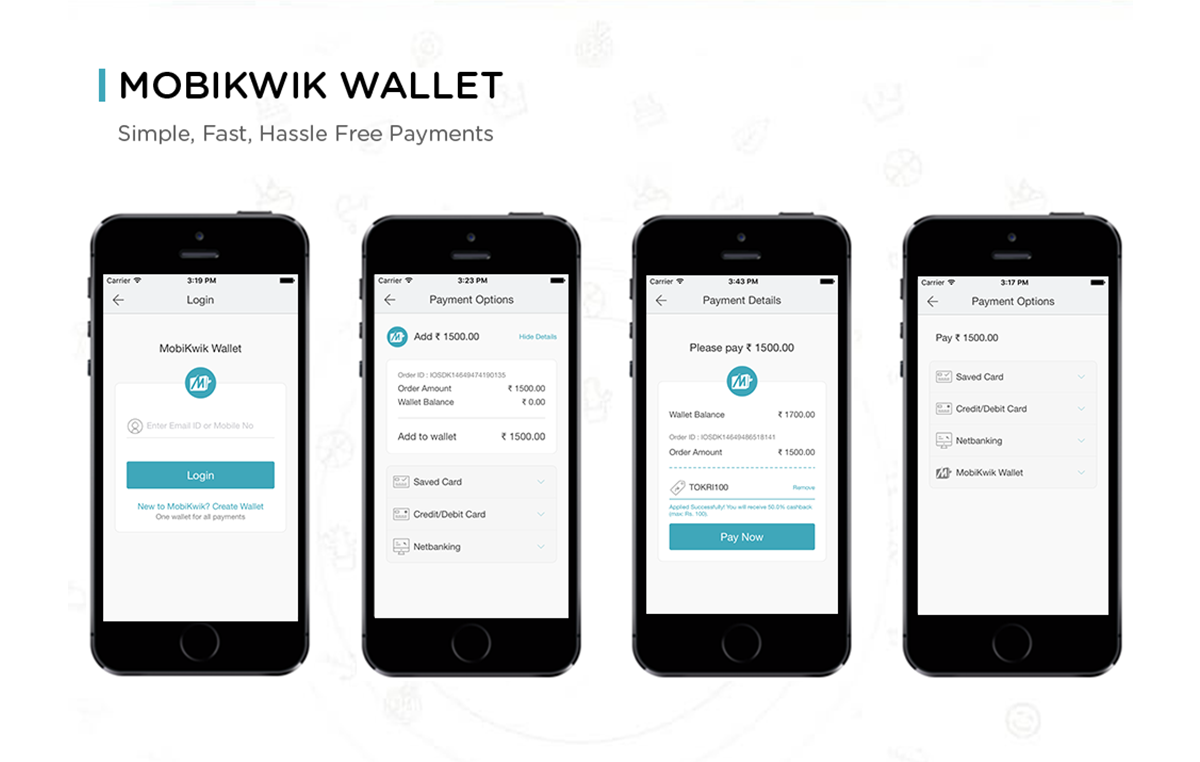 MOBIKWIK WALLET
Simple, Fast, Hassle Free Payments
Carrier 3:19 PM
Login
MobiKwik Wallet
Enter Email ID or Mobile No
Login
New to MobiKwik? Create Wallet
One wallet for all payments
Carrier 3:23 PM
Payment Options
Add ₹ 1500.00 Hide Details
Order ID : IOSDK14649474190135
Order Amount ₹ 1500.00
Wallet Balance ₹ 0.00
Add to wallet ₹ 1500.00
Saved Card
Credit/Debit Card
Netbanking
Carrier 3:43 PM
Payment Details
Please pay ₹ 1500.00
Wallet Balance ₹ 1700.00
Order ID : IOSDK14649486518141
Order Amount ₹ 1500.00
TOKRI100 Remove
Applied Successfully! You will receive 50.0% cashback
(max: Rs. 100).
Pay Now
Carrier 3:17 PM
Payment Options
Pay ₹ 1500.00
Saved Card
Credit/Debit Card
Netbanking
MobiKwik Wallet